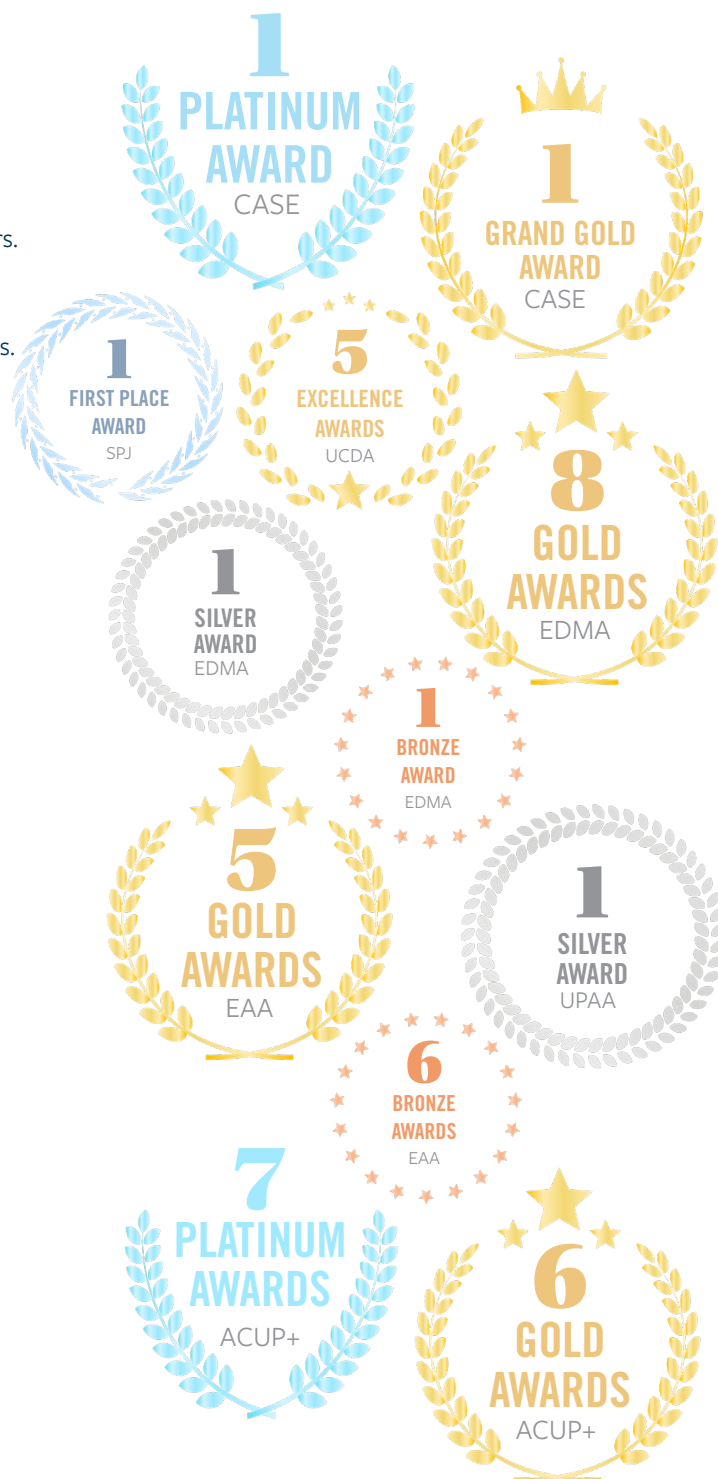 1
PLATINUM
AWARD
CASE
1
GRAND GOLD
AWARD
CASE
rs.
s.
1
FIRST PLACE
AWARD
SPJ
5
EXCELLENCE
AWARDS
UCDA
8
GOLD
AWARDS
EDMA
1
SILVER
AWARD
EDMA
1
BRONZE
AWARD
EDMA
5
GOLD
AWARDS
EAA
1
SILVER
AWARD
UPAA
6
BRONZE
AWARDS
EAA
7
PLATINUM
AWARDS
ACUP+
6
GOLD
AWARDS
ACUP+